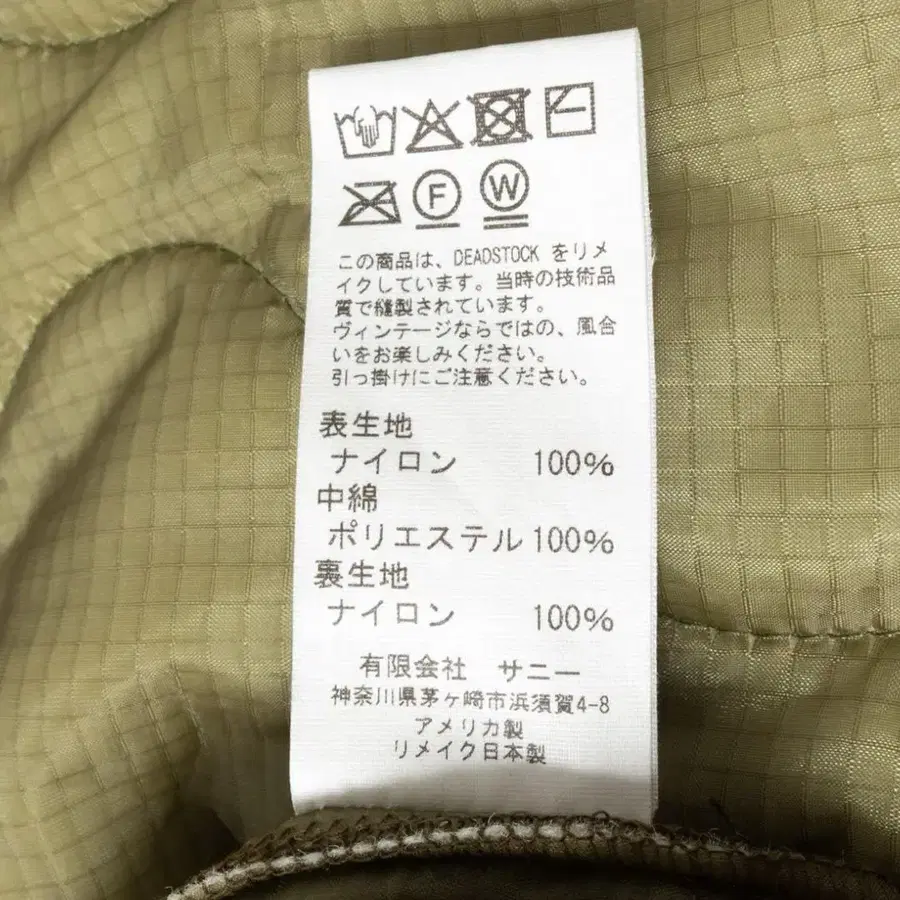 F W
この商品は、DEADSTOCK をリメ
イクしています。当時の技術品
質で縫製されています。
ヴィンテージならではの、風合
いをお楽しみください。
引っ掛けにご注意ください。
表生地
ナイロン 100%
中綿
ポリエステル 100%
裏生地
ナイロン 100%
有限会社 サニー
神奈川県茅ヶ崎市浜須賀4-8
アメリカ製
リメイク日本製